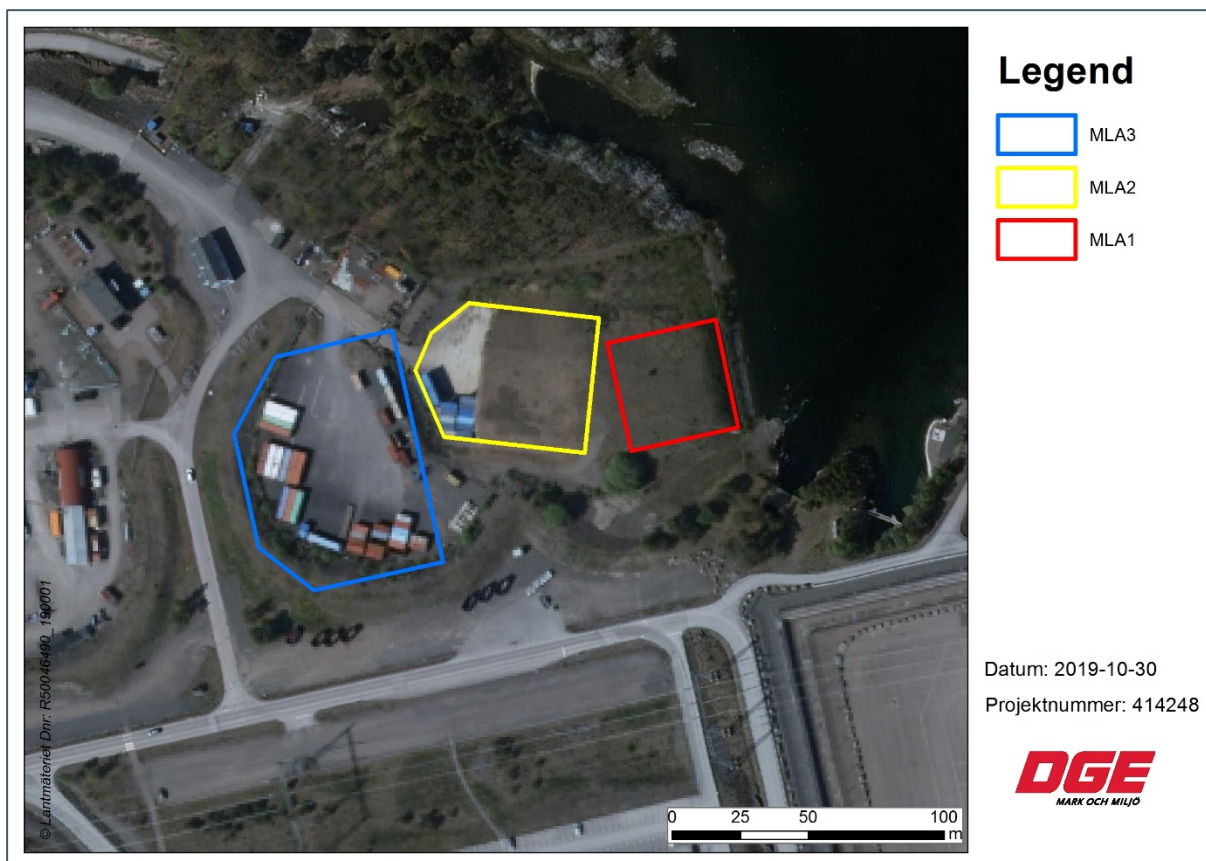 Legend
MLA3
MLA2
MLA1
Datum: 2019-10-30
Projektnummer: 414248
DGE
MARK OCH MILJÖ
© Lantmäteriet Dnr: R50046490_190001
0 25 50 100
m